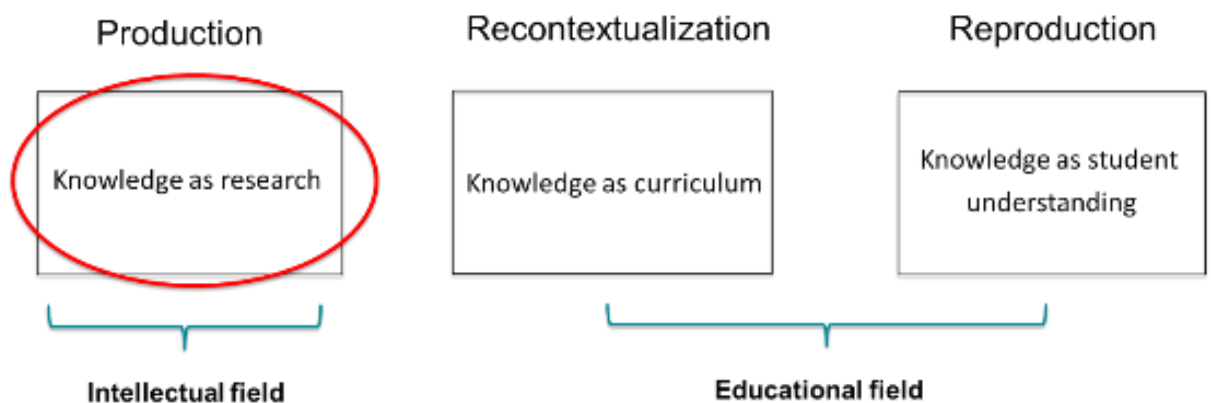 Production
Recontextualization
Reproduction
Knowledge as research
Knowledge as curriculum
Knowledge as student
understanding
Intellectual field
Educational field